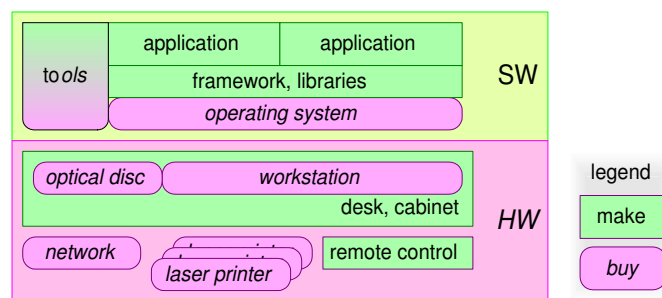 tools
application
application
SW
framework, libraries
operating system
optical disc
workstation
desk, cabinet
HW
network
laser printer
remote control
legend
make
buy